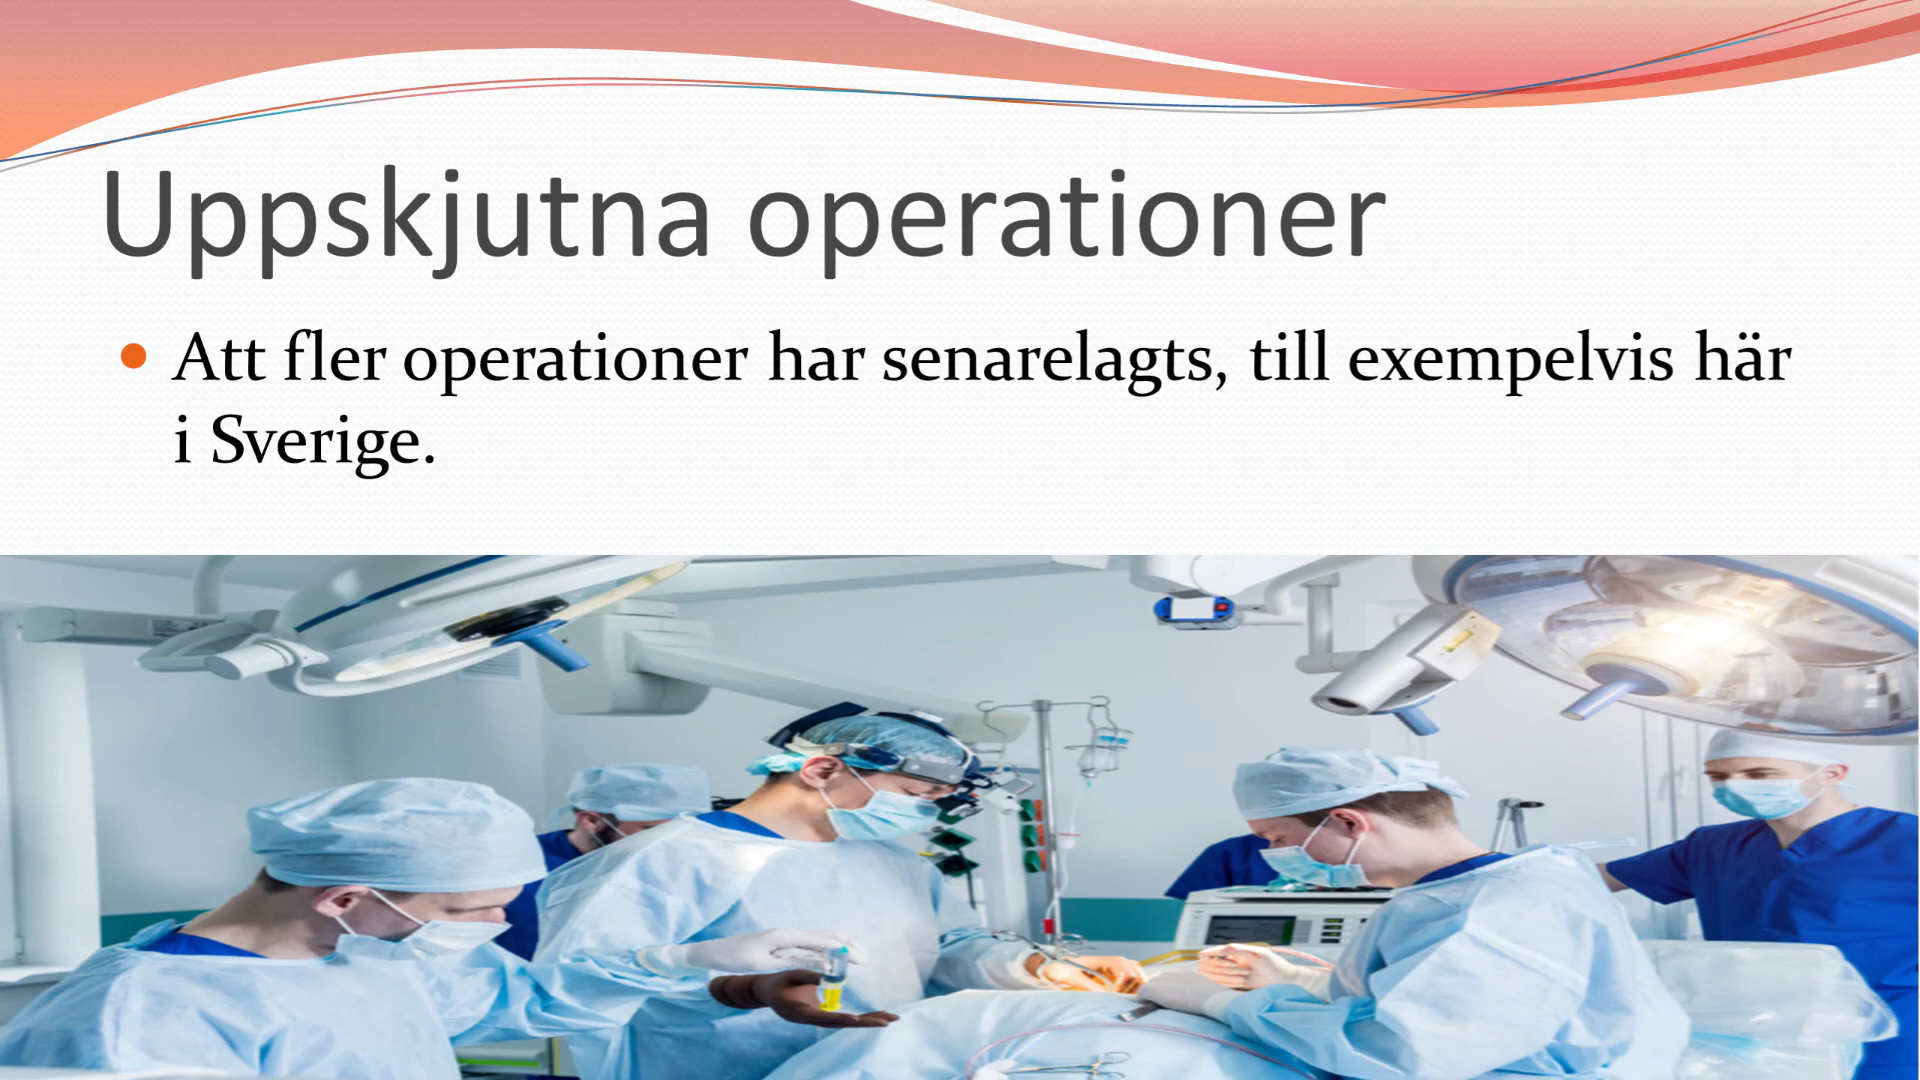 Uppskjutna operationer
Att fler operationer har senarelagts, till exempelvis här
i Sverige.